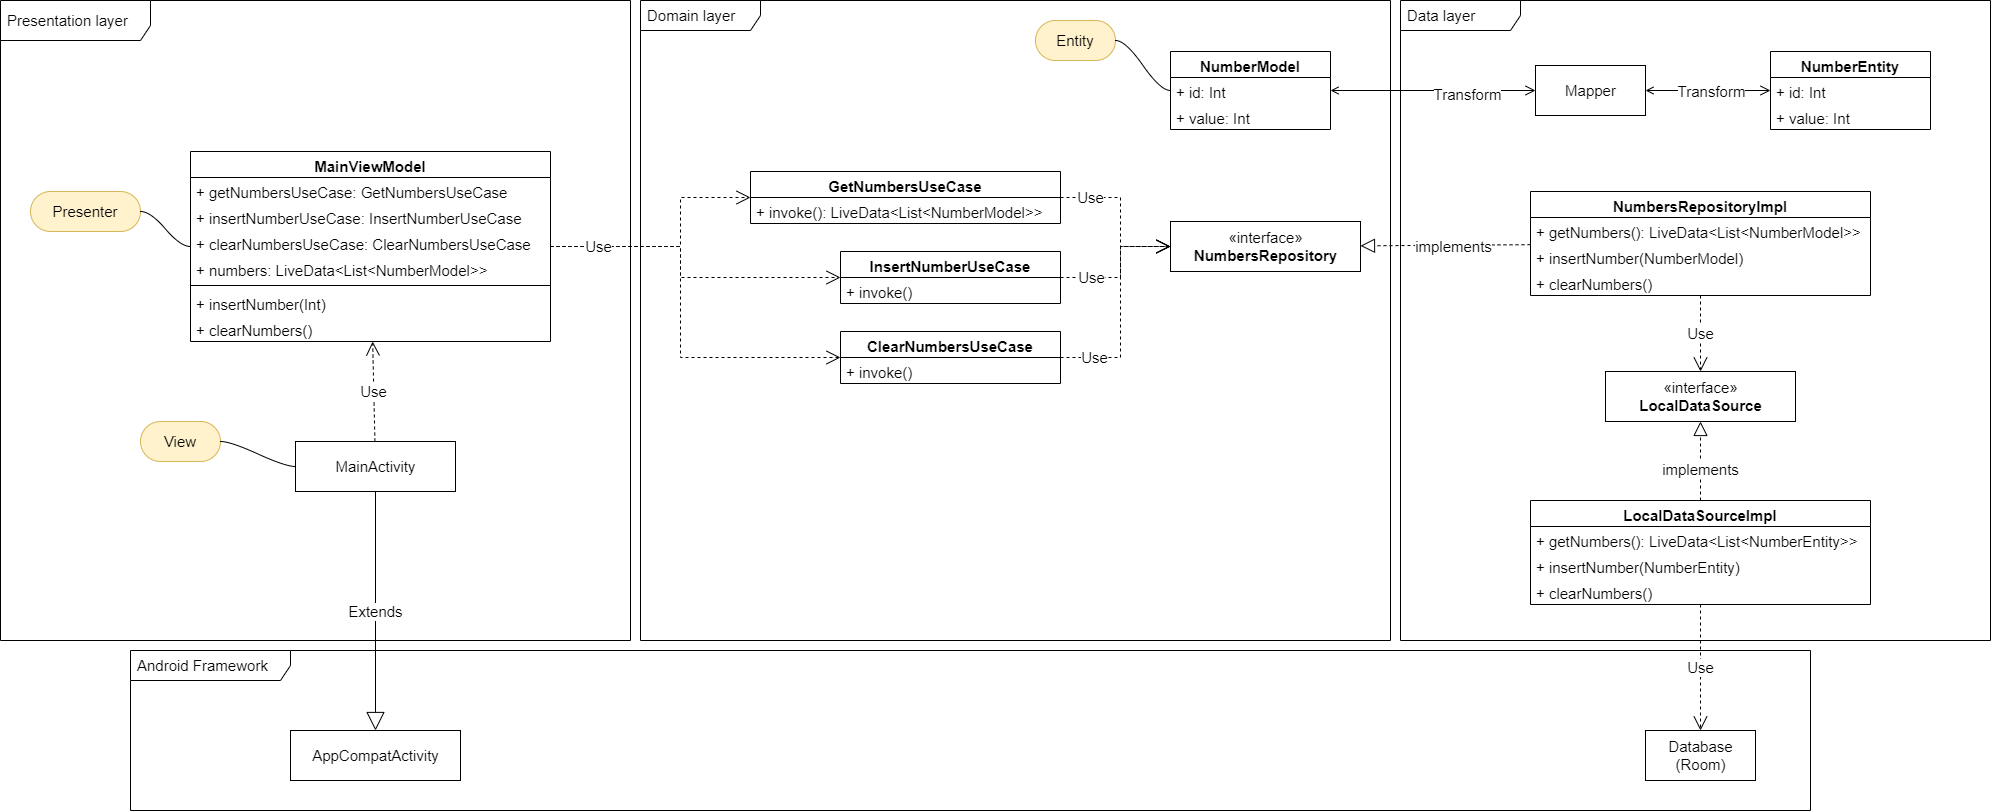 Presentation layer
Presenter
MainViewModel
+ getNumbersUseCase: GetNumbersUseCase
+ insertNumberUseCase: InsertNumberUseCase
+ clearNumbersUseCase: ClearNumbersUseCase
+ numbers: LiveData<List<NumberModel>>
+ insertNumber(Int)
+ clearNumbers()
Use
Use
View
MainActivity
Extends
Domain layer
Entity
NumberModel
+ id: Int
+ value: Int
GetNumbersUseCase
+ invoke(): LiveData<List<NumberModel>>
Use
InsertNumberUseCase
+ invoke()
Use
ClearNumbersUseCase
+ invoke()
Use
«interface»
NumbersRepository
Data layer
Transform
Mapper
Transform
NumberEntity
+ id: Int
+ value: Int
implements
NumbersRepositoryImpl
+ getNumbers(): LiveData<List<NumberModel>>
+ insertNumber(NumberModel)
+ clearNumbers()
Use
«interface»
LocalDataSource
implements
LocalDataSourceImpl
+ getNumbers(): LiveData<List<NumberEntity>>
+ insertNumber(NumberEntity)
+ clearNumbers()
Use
Android Framework
AppCompatActivity
Database
(Room)